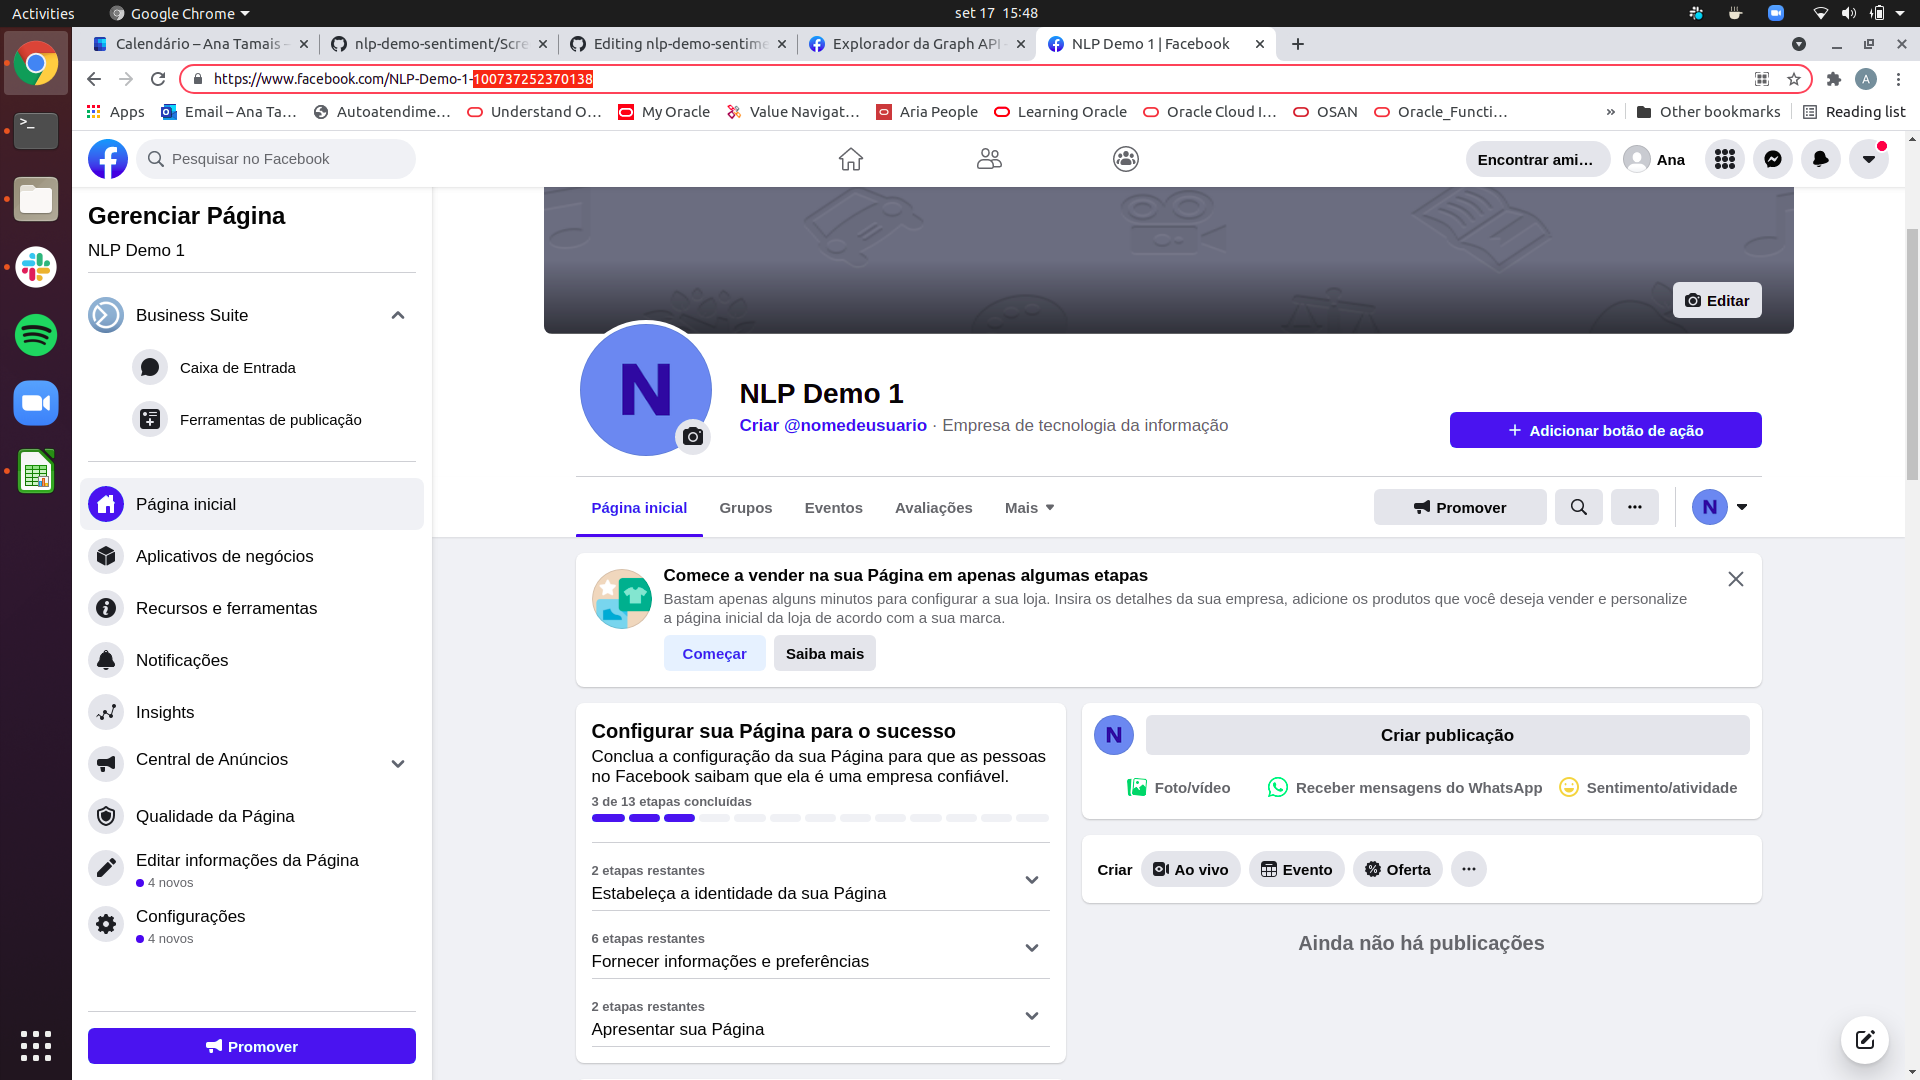 Activities
Google Chrome
set 17 15:48
Calendário – Ana Tamais –
nlp-demo-sentiment/Scre
Editing nlp-demo-sentime
Explorador da Graph API -
NLP Demo 1 | Facebook
https://www.facebook.com/NLP-Demo-1-100737252370138
A
Apps
Email – Ana Ta…
Autoatendime…
Understand O…
My Oracle
Value Navigat…
Aria People
Learning Oracle
Oracle Cloud I…
OSAN
Oracle_Functi…
»
Other bookmarks
Reading list
Pesquisar no Facebook
Encontrar ami…
Ana
Gerenciar Página
NLP Demo 1
Business Suite
Caixa de Entrada
Ferramentas de publicação
Página inicial
Aplicativos de negócios
Recursos e ferramentas
Notificações
Insights
Central de Anúncios
Qualidade da Página
Editar informações da Página
4 novos
Configurações
4 novos
Promover
Editar
N
NLP Demo 1
Criar @nomedeusuario · Empresa de tecnologia da informação
+ Adicionar botão de ação
Página inicial
Grupos
Eventos
Avaliações
Mais
Promover
N
Comece a vender na sua Página em apenas algumas etapas
Bastam apenas alguns minutos para configurar a sua loja. Insira os detalhes da sua empresa, adicione os produtos que você deseja vender e personalize
a página inicial da loja de acordo com a sua marca.
Começar
Saiba mais
Configurar sua Página para o sucesso
Conclua a configuração da sua Página para que as pessoas
no Facebook saibam que ela é uma empresa confiável.
3 de 13 etapas concluídas
2 etapas restantes
Estabeleça a identidade da sua Página
6 etapas restantes
Fornecer informações e preferências
2 etapas restantes
Apresentar sua Página
N
Criar publicação
Foto/vídeo
Receber mensagens do WhatsApp
Sentimento/atividade
Criar
Ao vivo
Evento
Oferta
Ainda não há publicações